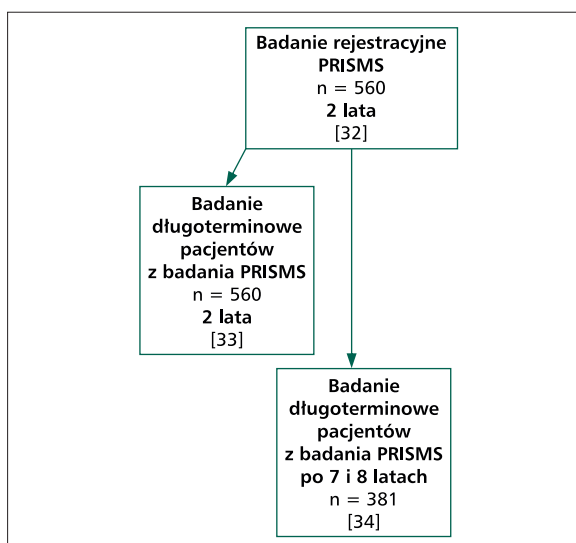 Badanie rejestracyjne
PRISMS
n = 560
2 lata
[32]
Badanie
długoterminowe
pacjentów
z badania PRISMS
n = 560
2 lata
[33]
Badanie
długoterminowe
pacjentów
z badania PRISMS
po 7 i 8 latach
n = 381
[34]